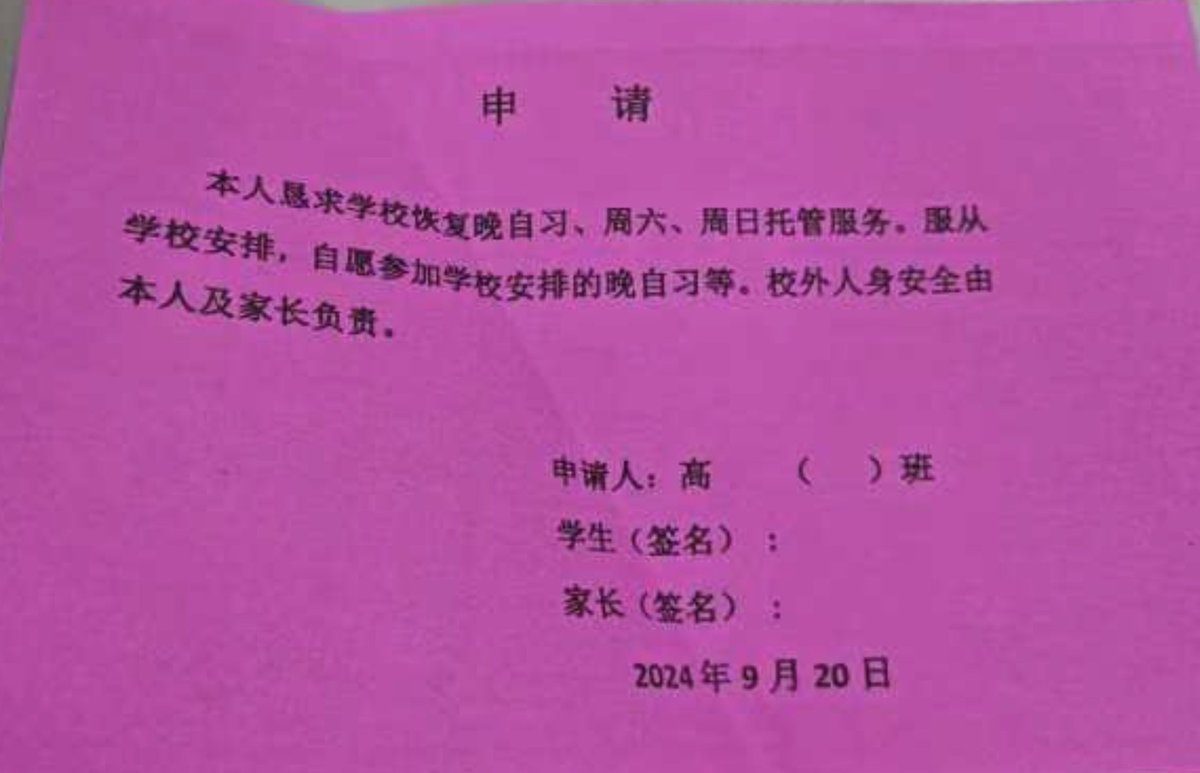 申 请
本人恳求学校恢复晚自习、周六、周日托管服务。服从
学校安排，自愿参加学校安排的晚自习等。校外人身安全由
本人及家长负责。
申请人：高 （ ）班
学生（签名）：
家长（签名）：
2024年9月20日